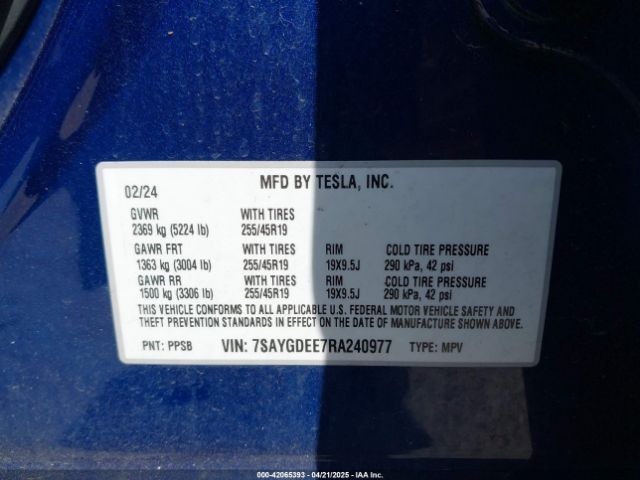 MFD BY TESLA, INC.
02/24
GVWR WITH TIRES
2369 kg (5224 lb) 255/45R19
GAWR FRT WITH TIRES RIM COLD TIRE PRESSURE
1363 kg (3004 lb) 255/45R19 19X9.5J 290 kPa, 42 psi
GAWR RR WITH TIRES RIM COLD TIRE PRESSURE
1500 kg (3306 lb) 255/45R19 19X9.5J 290 kPa, 42 psi
THIS VEHICLE CONFORMS TO ALL APPLICABLE U.S. FEDERAL MOTOR VEHICLE SAFETY AND
THEFT PREVENTION STANDARDS IN EFFECT ON THE DATE OF MANUFACTURE SHOWN ABOVE.
PNT: PPSB VIN: 7SAYGDEE7RA240977 TYPE: MPV
000-42065393 - 04/21/2025 - IAA Inc.